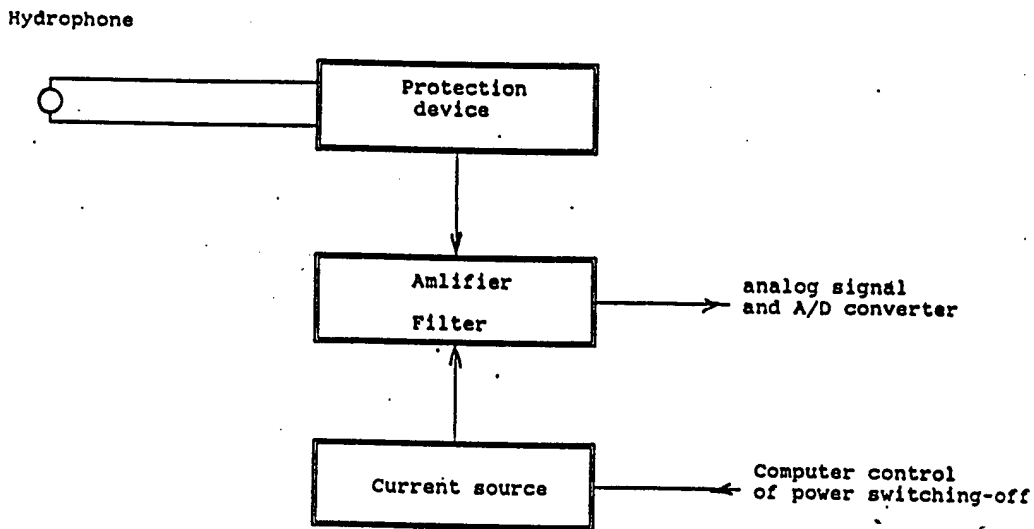 Hydrophone
Protection
device
Amlifier
Filter
analog signal
and A/D converter
Current source
Computer control
of power switching-off